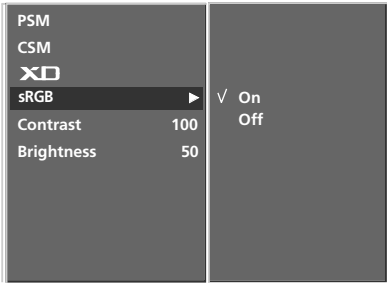 PSM
CSM
XD
sRGB ▶ √ On
Off
Contrast 100
Brightness 50